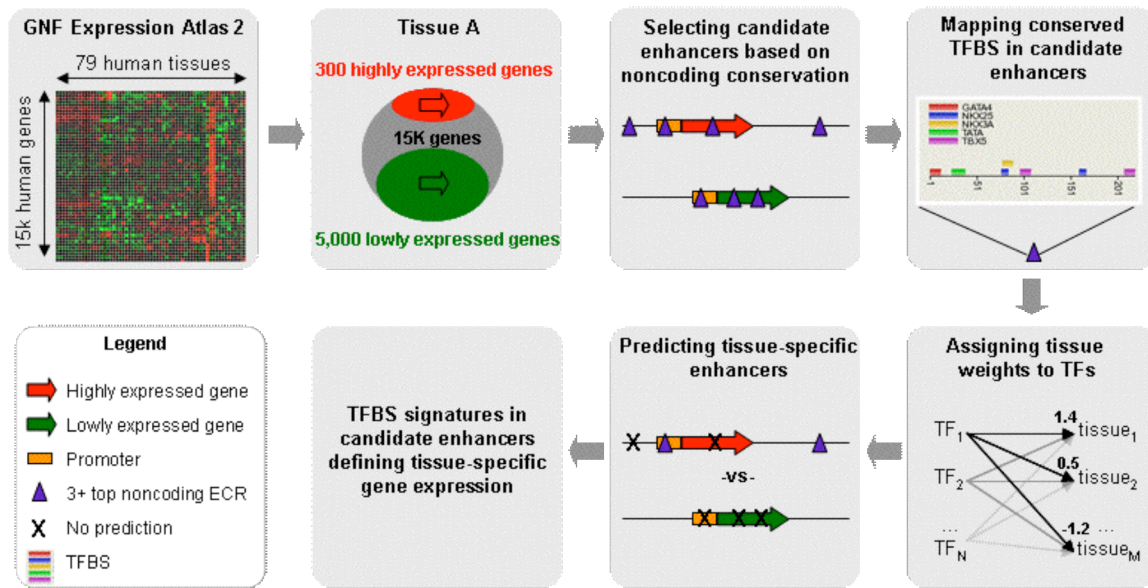 GNF Expression Atlas 2
79 human tissues
15k human genes
Tissue A
300 highly expressed genes
15K genes
5,000 lowly expressed genes
Selecting candidate
enhancers based on
noncoding conservation
Mapping conserved
TFBS in candidate
enhancers
GATA4
NKX25
NKX3A
TATA
TBX5
1
51
101
151
201
Assigning tissue
weights to TFs
TF1
TF2
...
TFN
1.4
0.5
-1.2
tissue1
tissue2
...
tissueM
Predicting tissue-specific
enhancers
-vs-
TFBS signatures in
candidate enhancers
defining tissue-specific
gene expression
Legend
Highly expressed gene
Lowly expressed gene
Promoter
3+ top noncoding ECR
X No prediction
TFBS